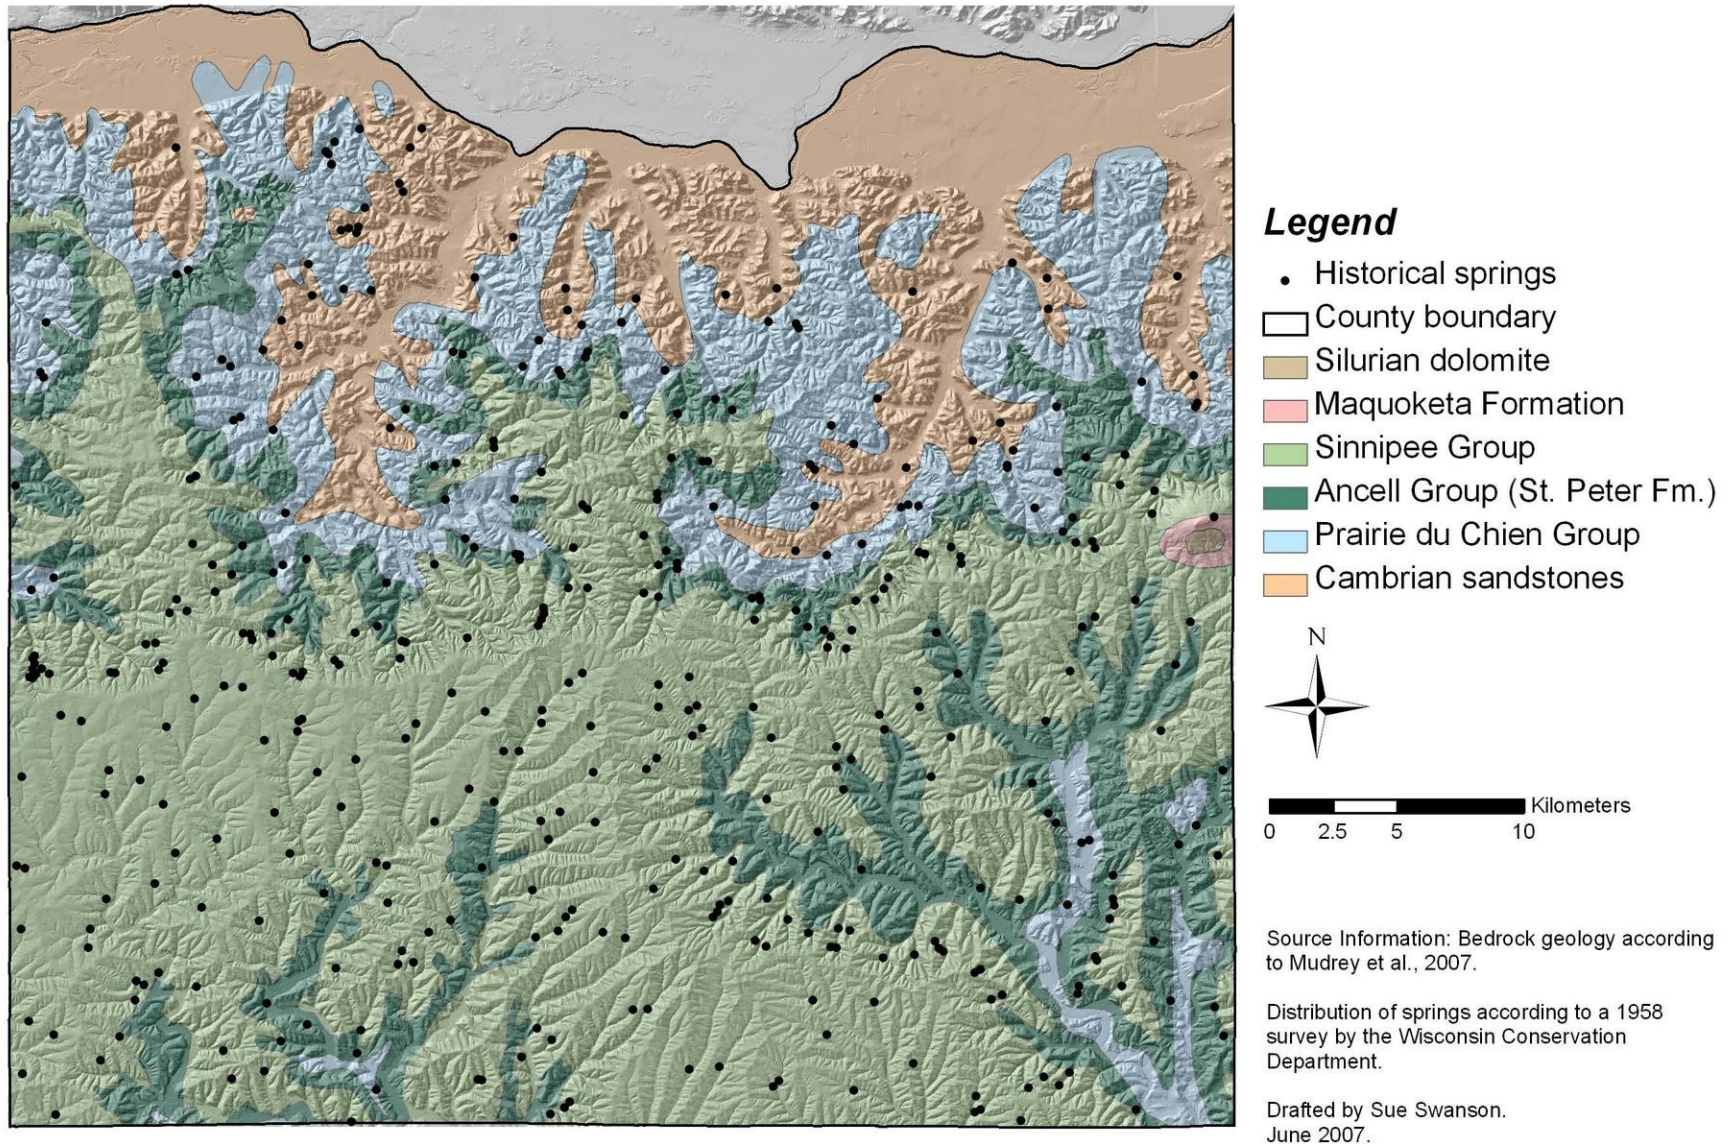 Legend
Historical springs
County boundary
Silurian dolomite
Maquoketa Formation
Sinnipee Group
Ancell Group (St. Peter Fm.)
Prairie du Chien Group
Cambrian sandstones
N
Kilometers
0 2.5 5 10
Source Information: Bedrock geology according
to Mudrey et al., 2007.
Distribution of springs according to a 1958
survey by the Wisconsin Conservation
Department.
Drafted by Sue Swanson.
June 2007.